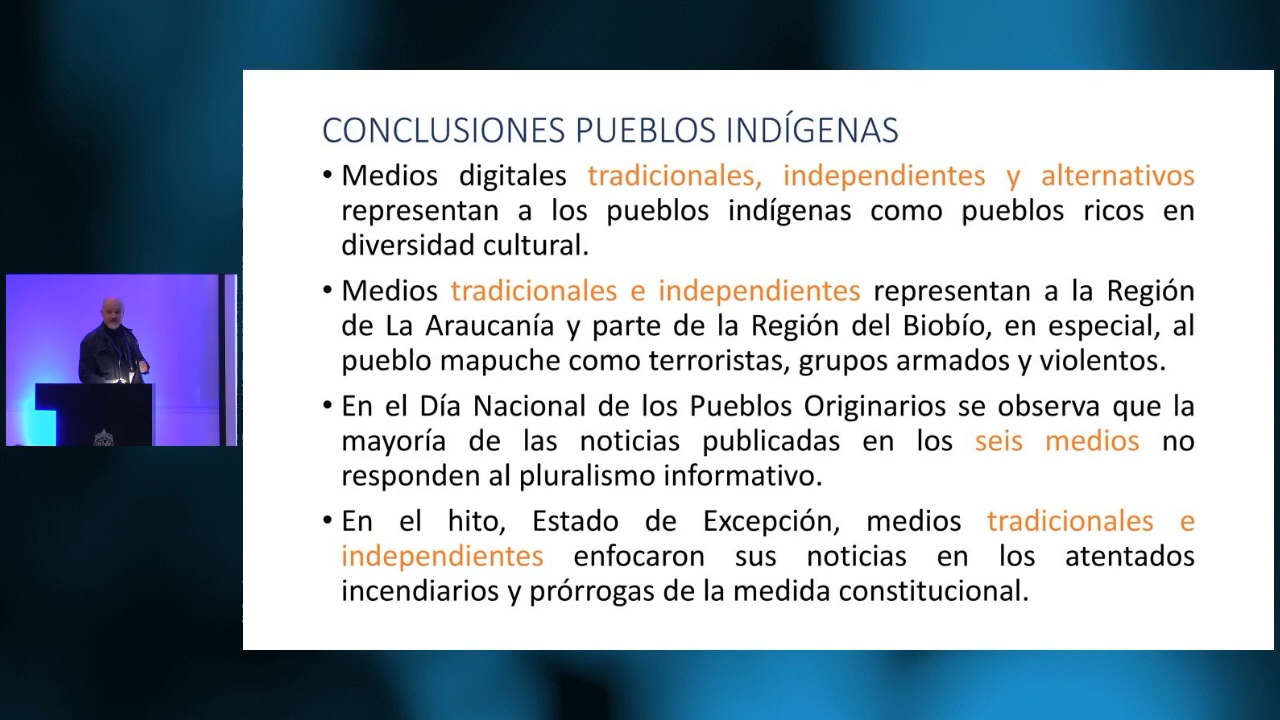 CONCLUSIONES PUEBLOS INDÍGENAS
• Medios digitales tradicionales, independientes y alternativos
representan a los pueblos indígenas como pueblos ricos en
diversidad cultural.
• Medios tradicionales e independientes representan a la Región
de La Araucanía y parte de la Región del Biobío, en especial, al
pueblo mapuche como terroristas, grupos armados y violentos.
• En el Día Nacional de los Pueblos Originarios se observa que la
mayoría de las noticias publicadas en los seis medios no
responden al pluralismo informativo.
• En el hito, Estado de Excepción, medios tradicionales e
independientes enfocaron sus noticias en los atentados
incendiarios y prórrogas de la medida constitucional.